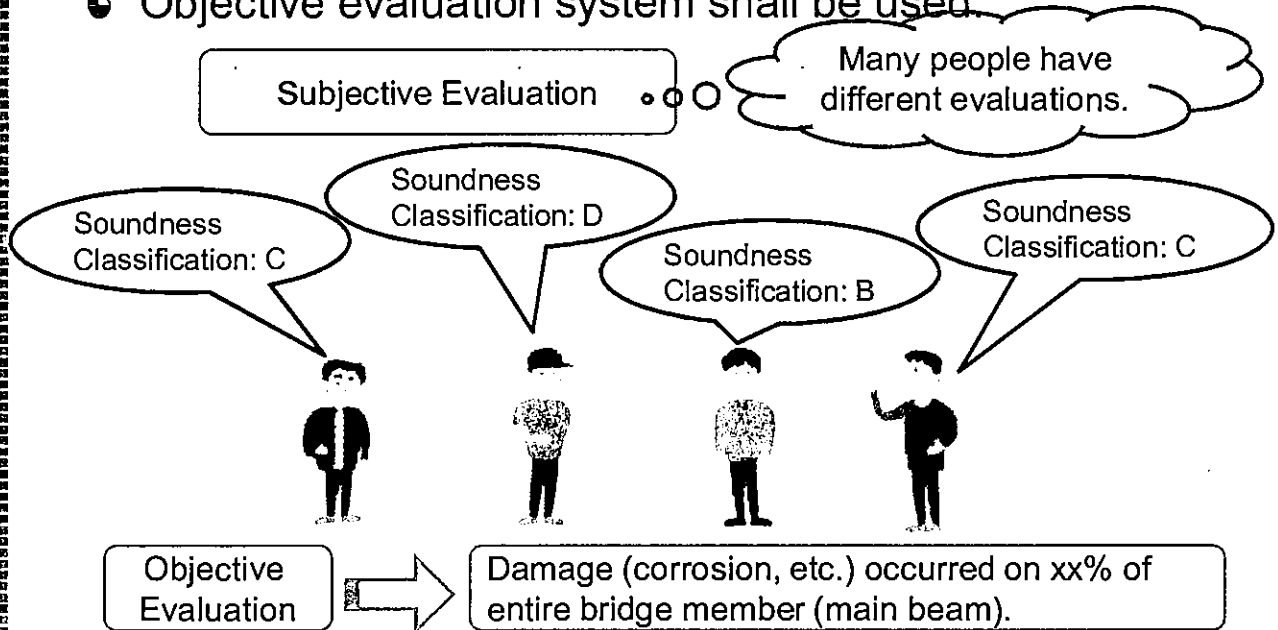 Objective evaluation system shall be used.
Subjective Evaluation
Many people have
different evaluations.
Soundness
Classification: C
Soundness
Classification: D
Soundness
Classification: B
Soundness
Classification: C
Objective
Evaluation
Damage (corrosion, etc.) occurred on xx% of
entire bridge member (main beam).